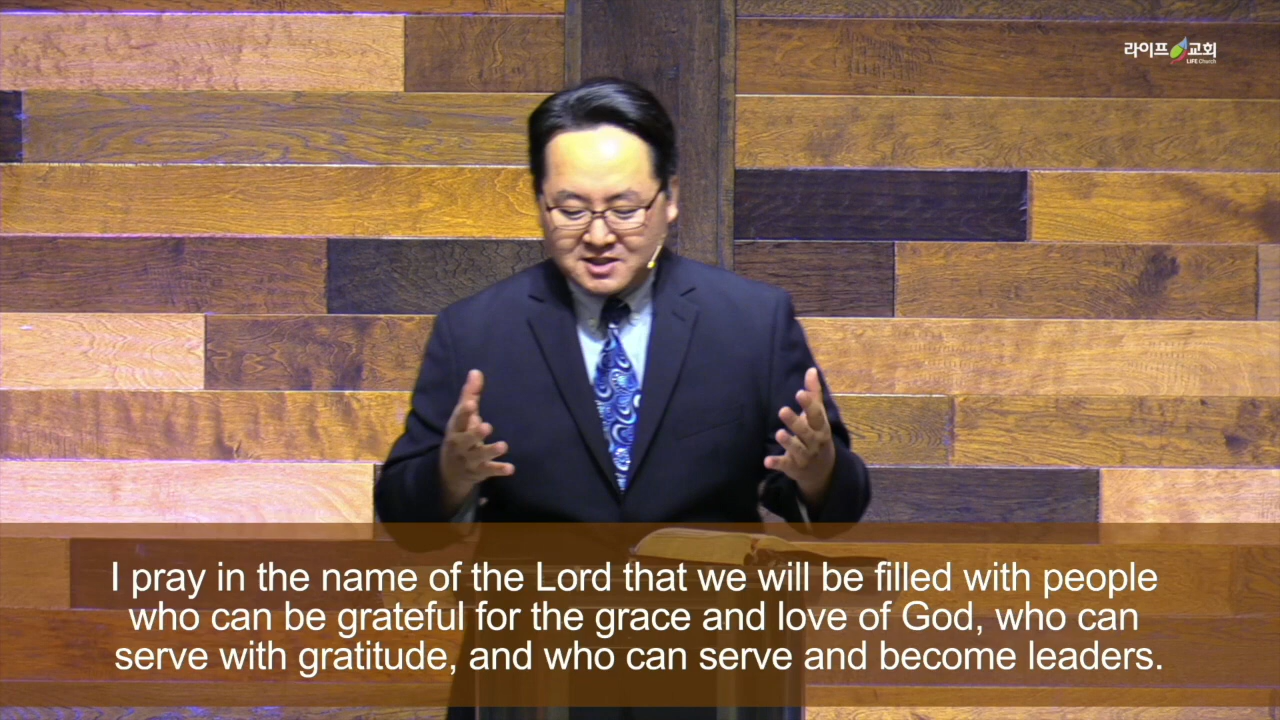 라이프 교회
LIFE Church
I pray in the name of the Lord that we will be filled with people
who can be grateful for the grace and love of God, who can
serve with gratitude, and who can serve and become leaders.